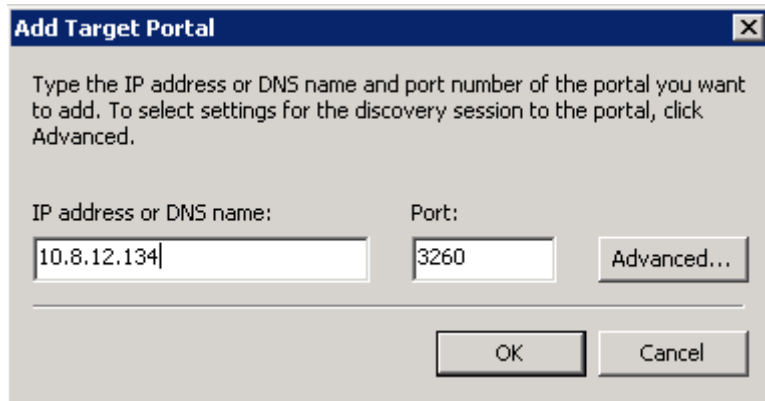 Add Target Portal
Type the IP address or DNS name and port number of the portal you want
to add. To select settings for the discovery session to the portal, click
Advanced.
IP address or DNS name:
Port:
10.8.12.134
3260
Advanced...
OK
Cancel